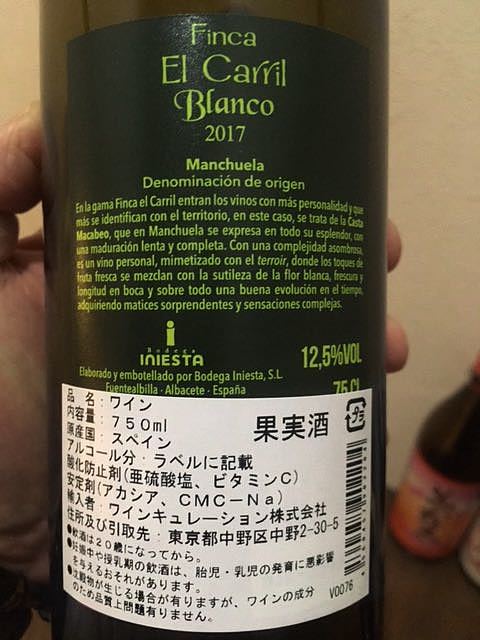 Finca
El Carril
Blanco
2017
Manchuela
Denominación de origen
En la gama Finca el Carril entran los vinos con más personalidad y que
más se identifican con el territorio, en este caso, se trata de la Casta
Macabeo, que en Manchuela se expresa en todo su esplendor, con
una maduración lenta y completa. Con una complejidad asombrosa,
es un vino personal, mimetizado con el terroir, donde los toques de
fruta fresca se mezclan con la sutileza de la flor blanca, frescura y
longitud en boca y sobre todo una buena evolución en el tiempo,
adquiriendo matices sorprendentes y sensaciones complejas.
Bodega
INIESTA
12,5%VOL
Elaborado y embotellado por Bodega Iniesta, S.L.
Fuentealbilla · Albacete · España
75 Cl
品 名:ワイン
内容量:750ml
原産国:スペイン
果実酒
プラ
アルコール分:ラベルに記載
酸化防止剤(亜硫酸塩、ビタミンC)
安定剤(アカシア、CMC-Na)
輸入者:ワインキュレーション株式会社
住所及び引取先:東京都中野区中野2-30-5
●飲酒は20歳になってから。
●妊娠中や授乳期の飲酒は、胎児・乳児の発育に悪影響
を与えるおそれがあります。
●沈殿物が生じる場合が有りますが、ワインの成分
のため品質上問題有りません。
V0076